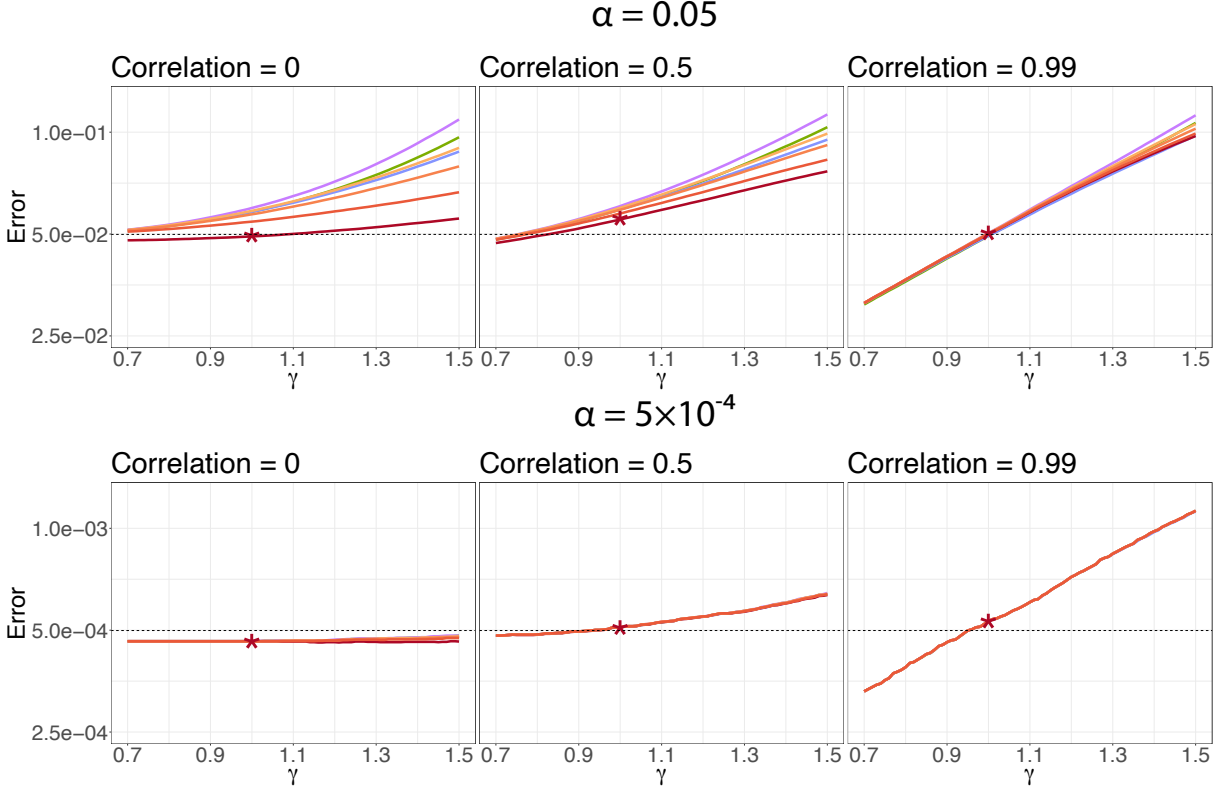 α = 0.05
Correlation = 0
Correlation = 0.5
Correlation = 0.99
Error
1.0e−01
5.0e−02
2.5e−02
0.7 0.9 1.1 1.3 1.5
0.7 0.9 1.1 1.3 1.5
0.7 0.9 1.1 1.3 1.5
γ
γ
γ
α = 5×10⁻⁴
Correlation = 0
Correlation = 0.5
Correlation = 0.99
Error
1.0e−03
5.0e−04
2.5e−04
0.7 0.9 1.1 1.3 1.5
0.7 0.9 1.1 1.3 1.5
0.7 0.9 1.1 1.3 1.5
γ
γ
γ